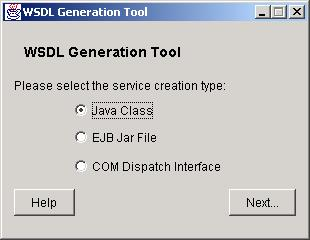 WSDL Generation Tool
WSDL Generation Tool
Please select the service creation type:
Java Class
EJB Jar File
COM Dispatch Interface
Help Next...